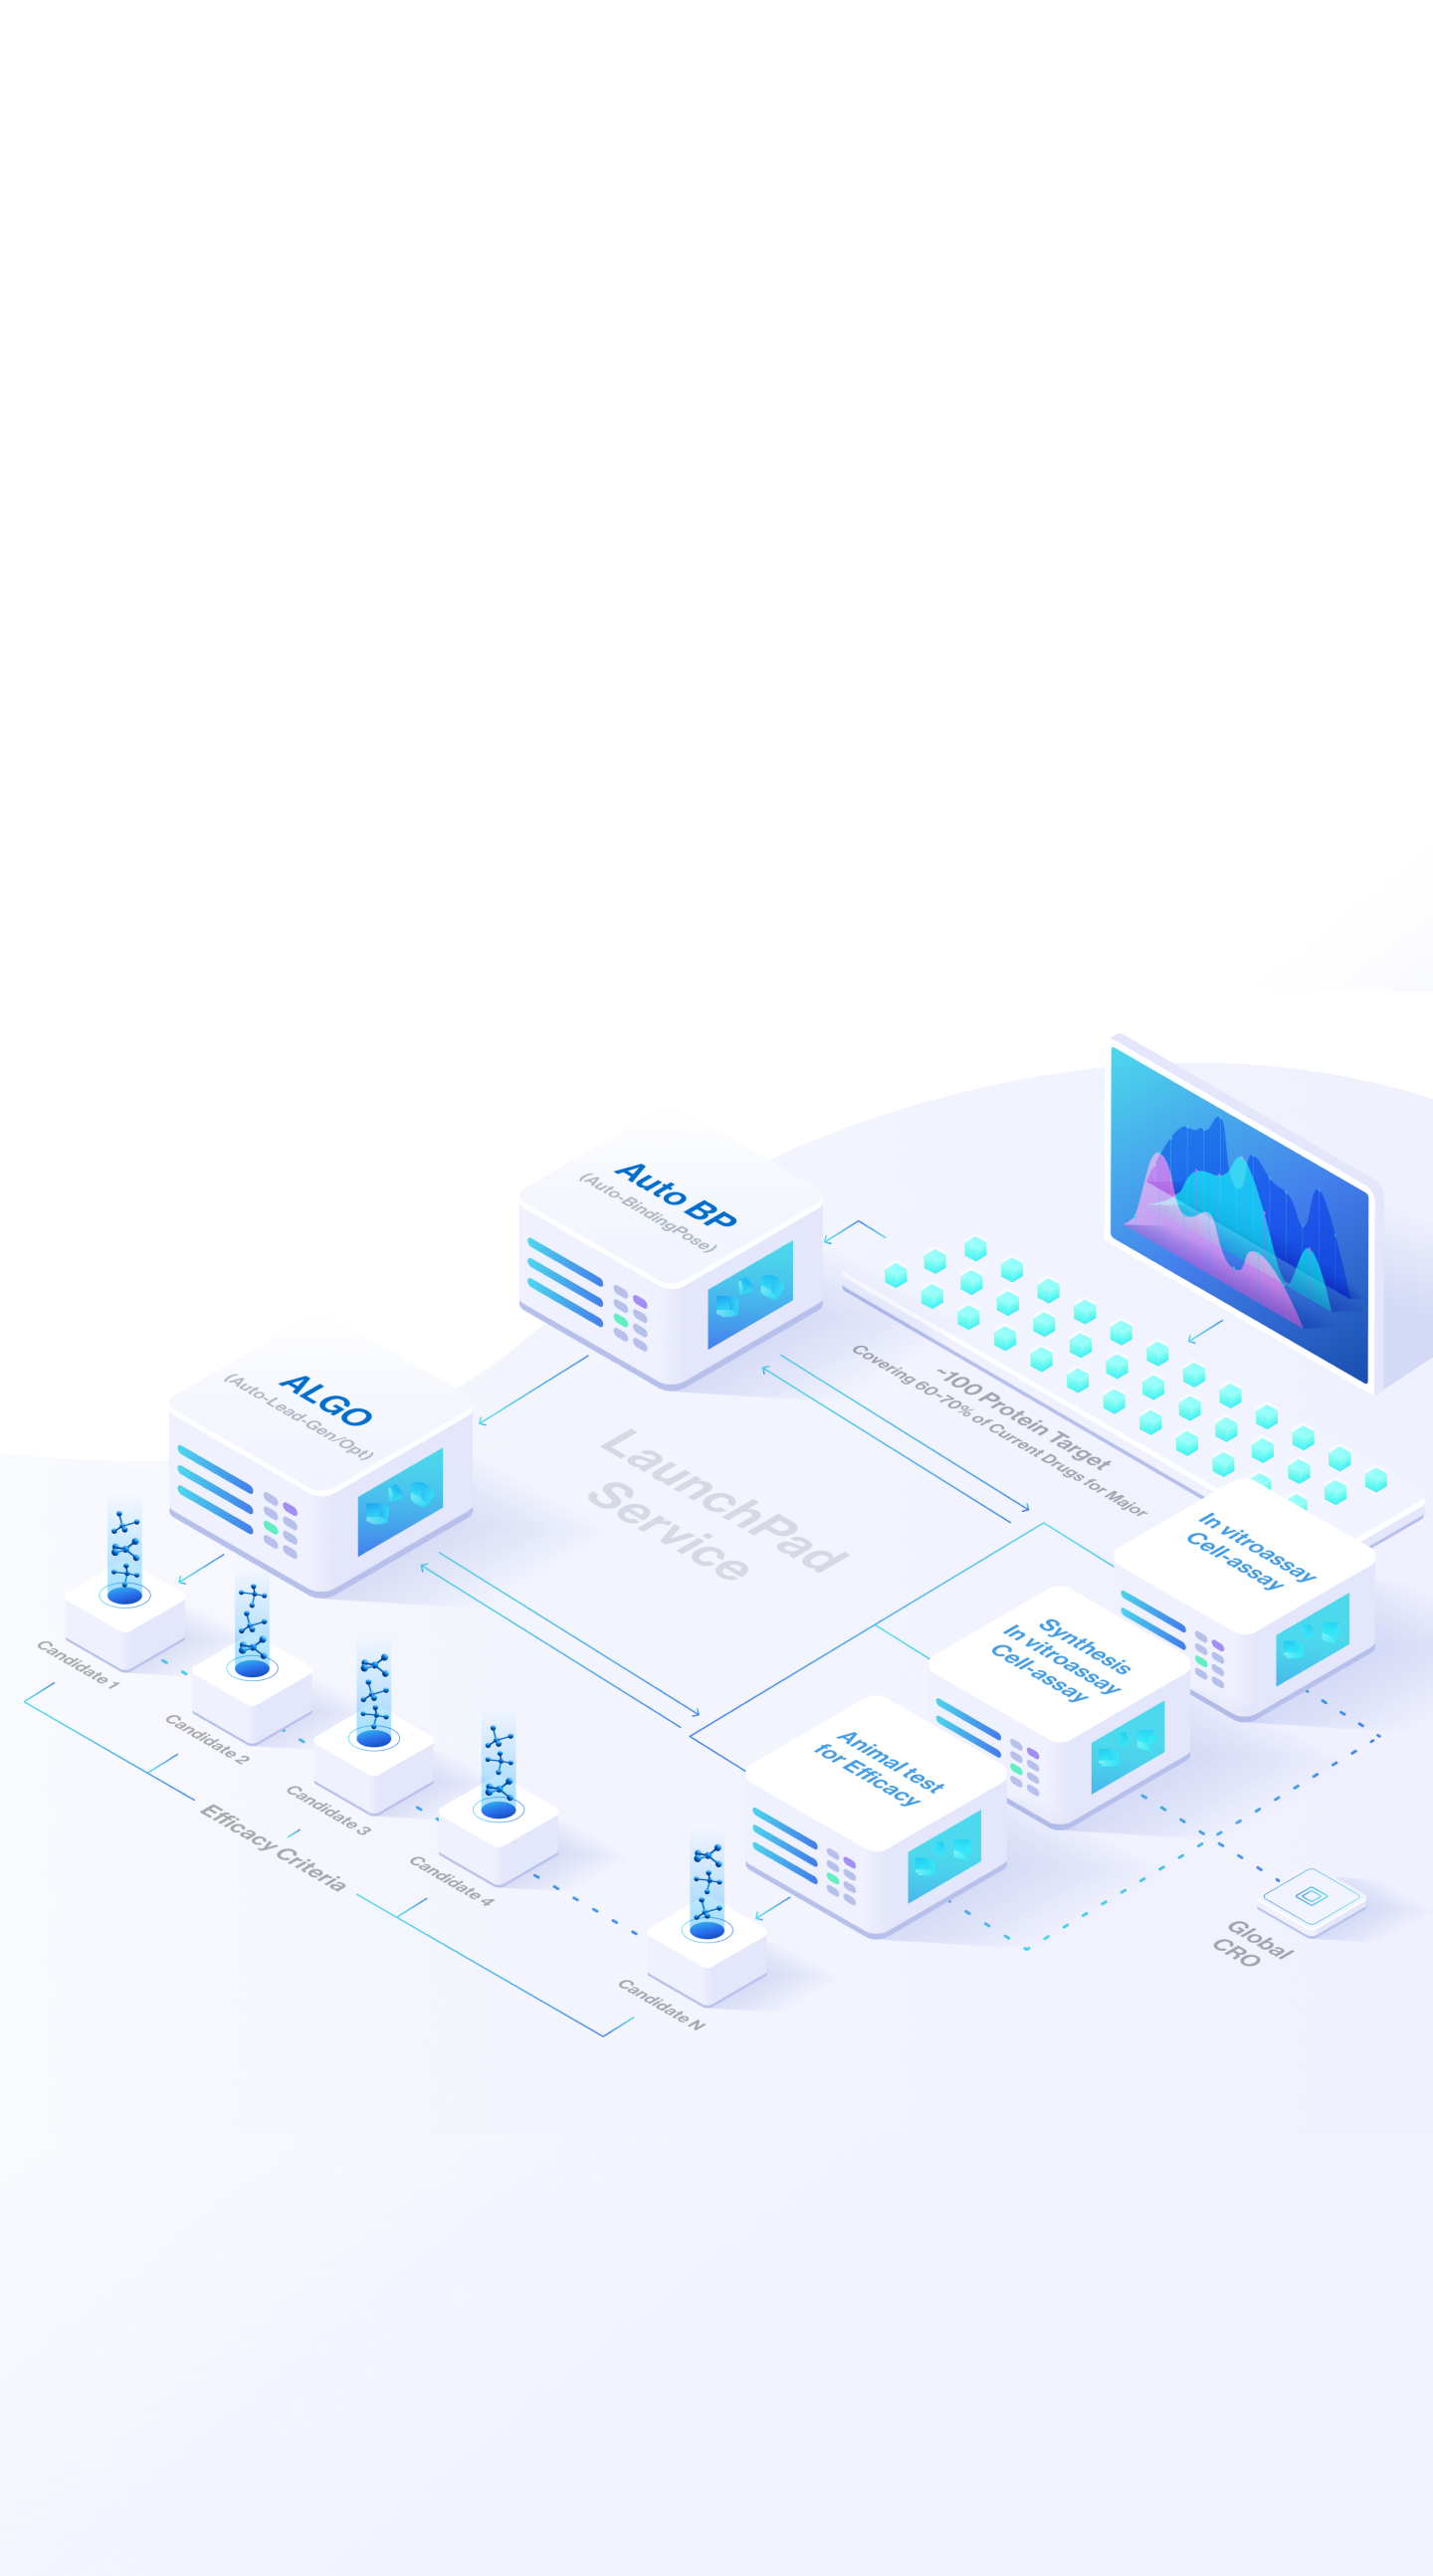 Auto BP
(Auto-BindingPose)
ALGO
(Auto-Lead-Gen/Opt)
~100 Protein Target
Covering 60-70% of Current Drugs for Major
LaunchPad
Service
In vitroassay
Cell-assay
Synthesis
In vitroassay
Cell-assay
Animal test
for Efficacy
Candidate 1
Candidate 2
Candidate 3
Candidate 4
Candidate N
Efficacy Criteria
Global
CRO